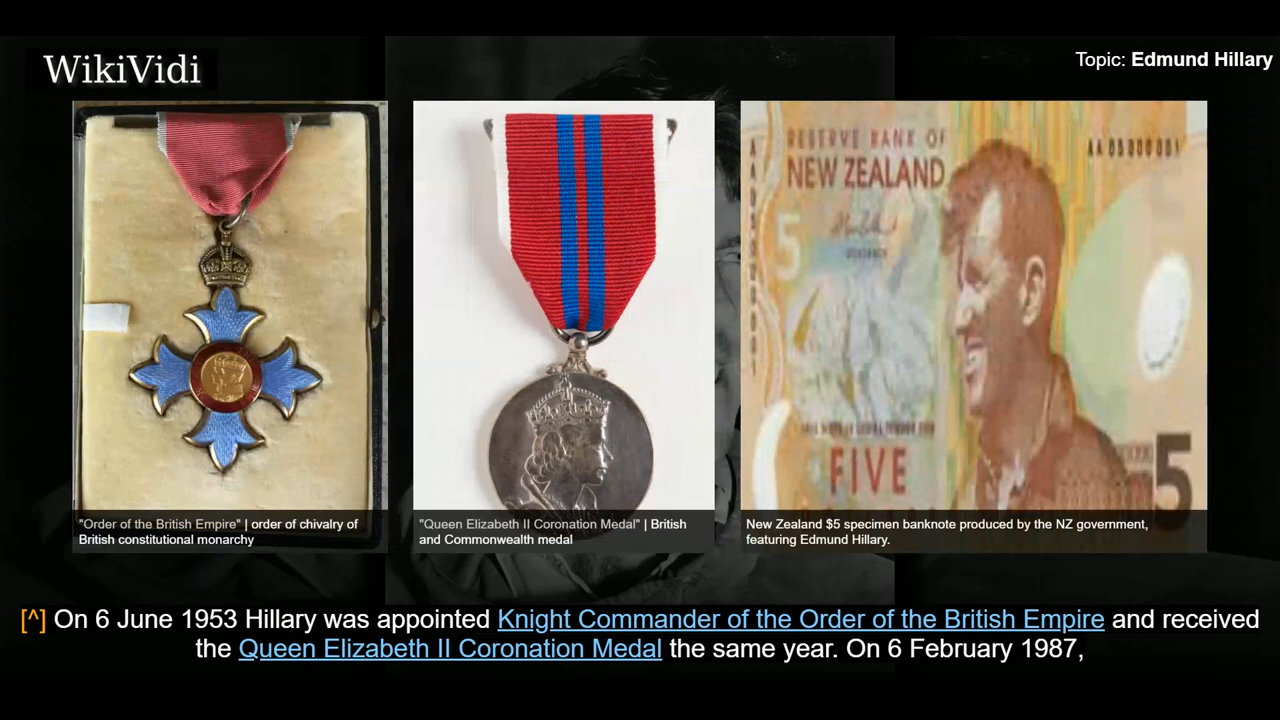 WikiVidi
Topic: Edmund Hillary
RESERVE BANK OF
NEW ZEALAND
AA 03000001
5
FIVE
5
"Order of the British Empire" | order of chivalry of
British constitutional monarchy
"Queen Elizabeth II Coronation Medal" | British
and Commonwealth medal
New Zealand $5 specimen banknote produced by the NZ government,
featuring Edmund Hillary.
[^] On 6 June 1953 Hillary was appointed Knight Commander of the Order of the British Empire and received
the Queen Elizabeth II Coronation Medal the same year. On 6 February 1987,